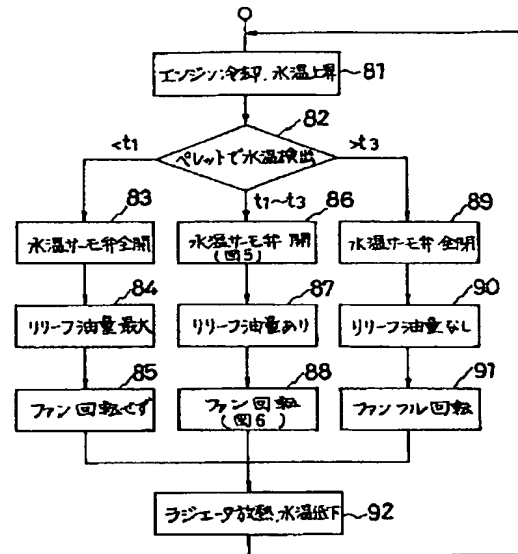 エンジン冷却、水温上昇
81
82
ペレットで水温検出
<t1
t1~t3
>t3
83
水温サーモ弁全開
86
水温サーモ弁 開
(図5)
89
水温サーモ弁
84
リリーフ油量最大
87
リリーフ油量あり
90
リリーフ油量なし
85
ファン回転せず
88
ファン回転
(図6)
91
ファンフル回転
ラジエータ放熱、水温低下
92